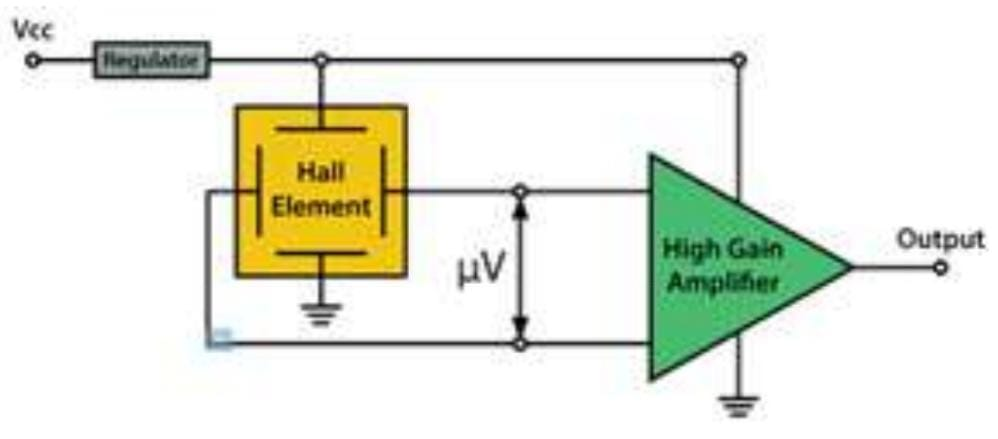 Vcc
Regulator
Hall
Element
μV
High Gain
Amplifier
Output